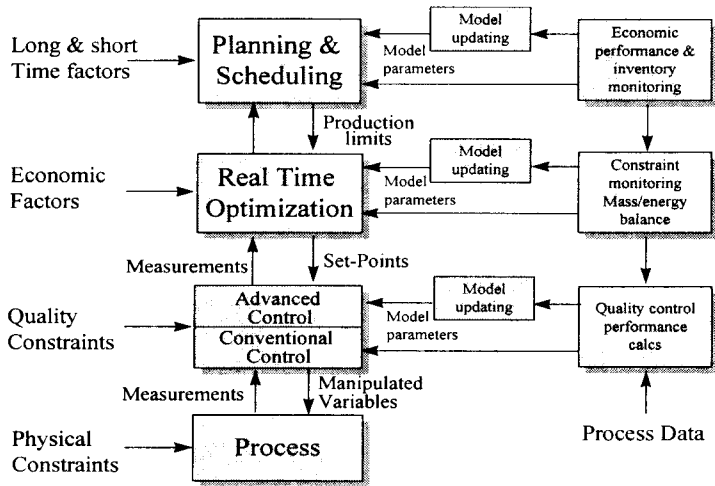 Long & short
Time factors
Planning &
Scheduling
Model
updating
Model
parameters
Economic
performance &
inventory
monitoring
Production
limits
Economic
Factors
Real Time
Optimization
Model
updating
Model
parameters
Constraint
monitoring
Mass/energy
balance
Measurements
Set-Points
Quality
Constraints
Advanced
Control
Conventional
Control
Model
updating
Model
parameters
Quality control
performance
calcs
Measurements
Manipulated
Variables
Physical
Constraints
Process
Process Data